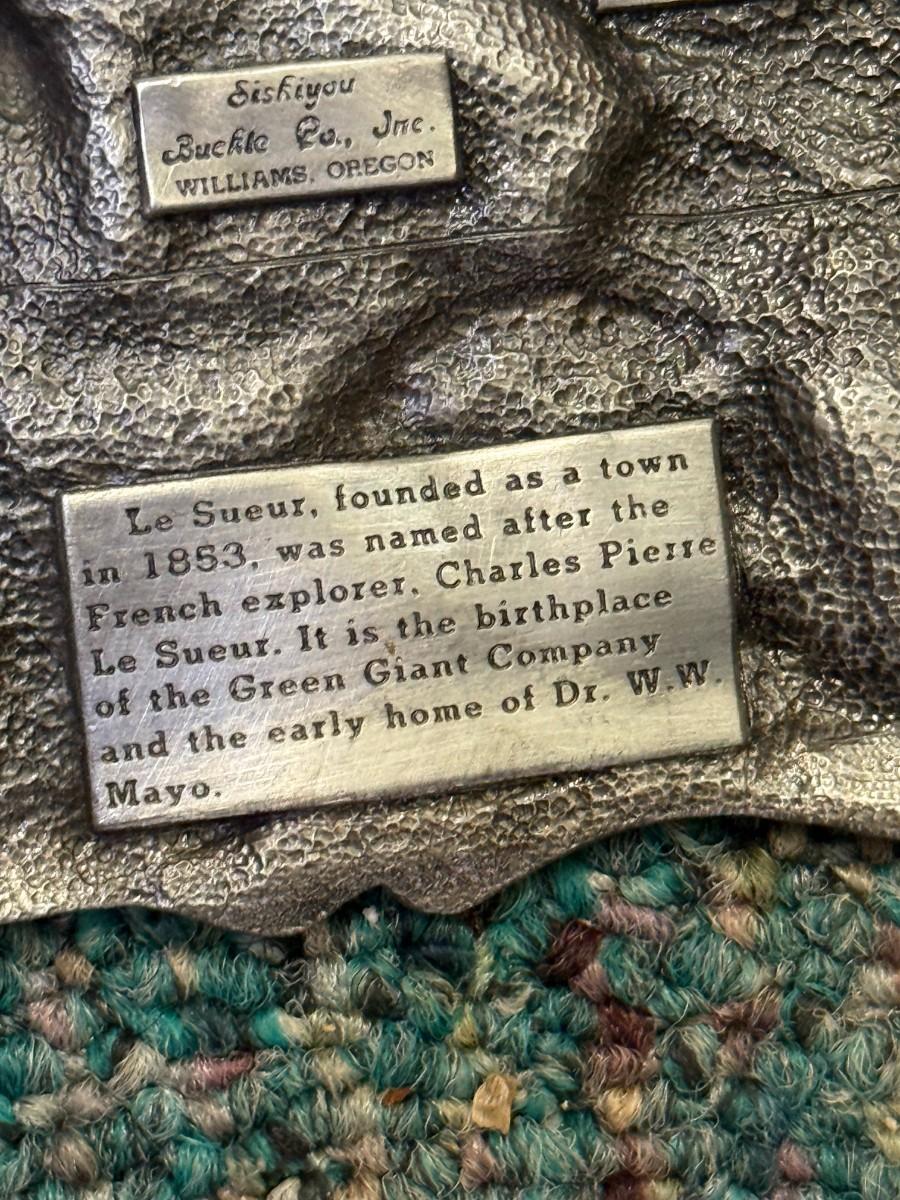 Siskiyou
Buckle Co., Inc.
WILLIAMS, OREGON
Le Sueur, founded as a town
in 1853, was named after the
French explorer, Charles Pierre
Le Sueur. It is the birthplace
of the Green Giant Company
and the early home of Dr. W.W.
Mayo.